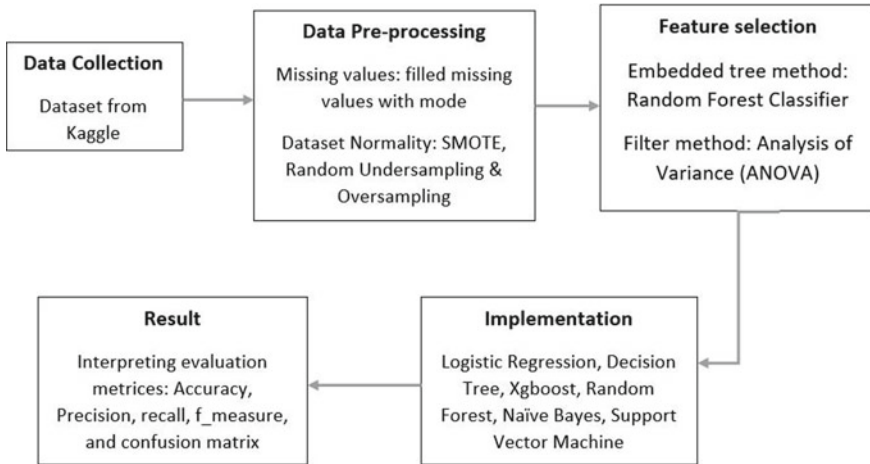 Data Collection
Dataset from
Kaggle
Data Pre-processing
Missing values: filled missing
values with mode
Dataset Normality: SMOTE,
Random Undersampling &
Oversampling
Feature selection
Embedded tree method:
Random Forest Classifier
Filter method: Analysis of
Variance (ANOVA)
Implementation
Logistic Regression, Decision
Tree, Xgboost, Random
Forest, Naïve Bayes, Support
Vector Machine
Result
Interpreting evaluation
metrices: Accuracy,
Precision, recall, f_measure,
and confusion matrix